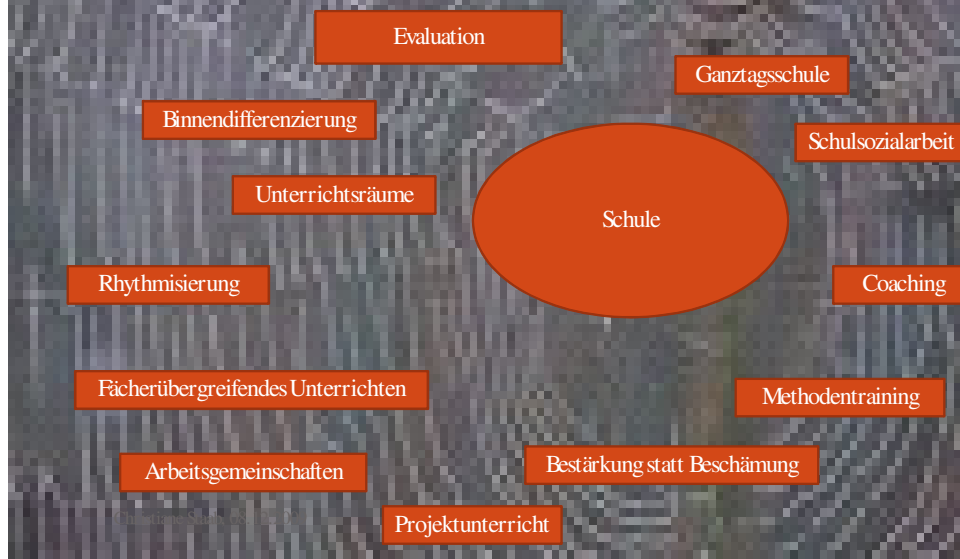 Evaluation
Ganztagsschule
Binnendifferenzierung
Schulsozialarbeit
Unterrichtsräume
Schule
Rhythmisierung
Coaching
Fächerübergreifendes Unterrichten
Methodentraining
Bestärkung statt Beschämung
Arbeitsgemeinschaften
Projektunterricht